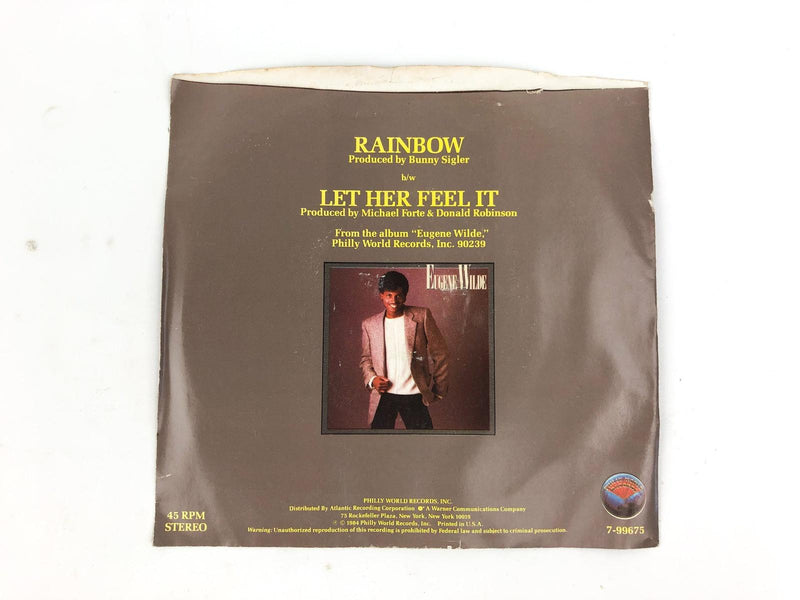 RAINBOW
Produced by Bunny Sigler
b/w
LET HER FEEL IT
Produced by Michael Forte & Donald Robinson
From the album "Eugene Wilde,"
Philly World Records, Inc. 90239
EUGENE WILDE
PHILLY WORLD RECORDS, INC.
Distributed By Atlantic Recording Corporation A Warner Communications Company
75 Rockefeller Plaza, New York, New York 10019
℗ © 1984 Philly World Records, Inc. Printed in U.S.A.
Warning: Unauthorized reproduction of this recording is prohibited by Federal law and subject to criminal prosecution.
45 RPM
STEREO
7-99675